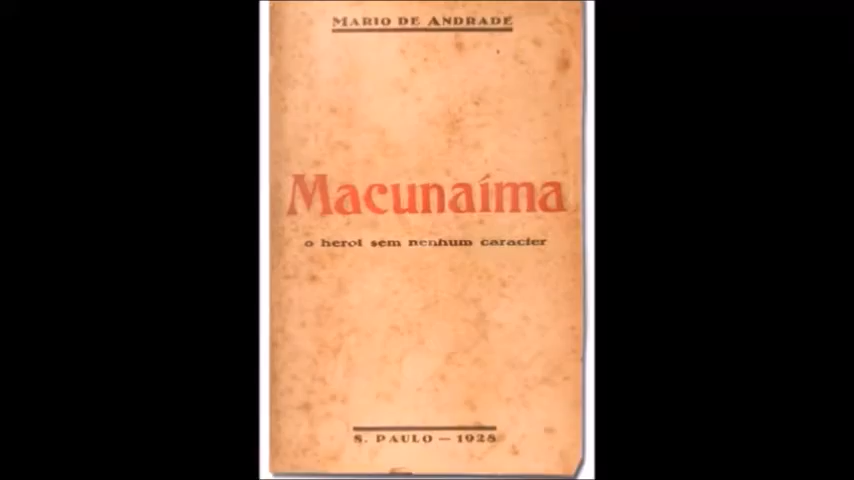 MARIO DE ANDRADE
Macunaíma
o heroi sem nenhum caracter
S. PAULO — 1928